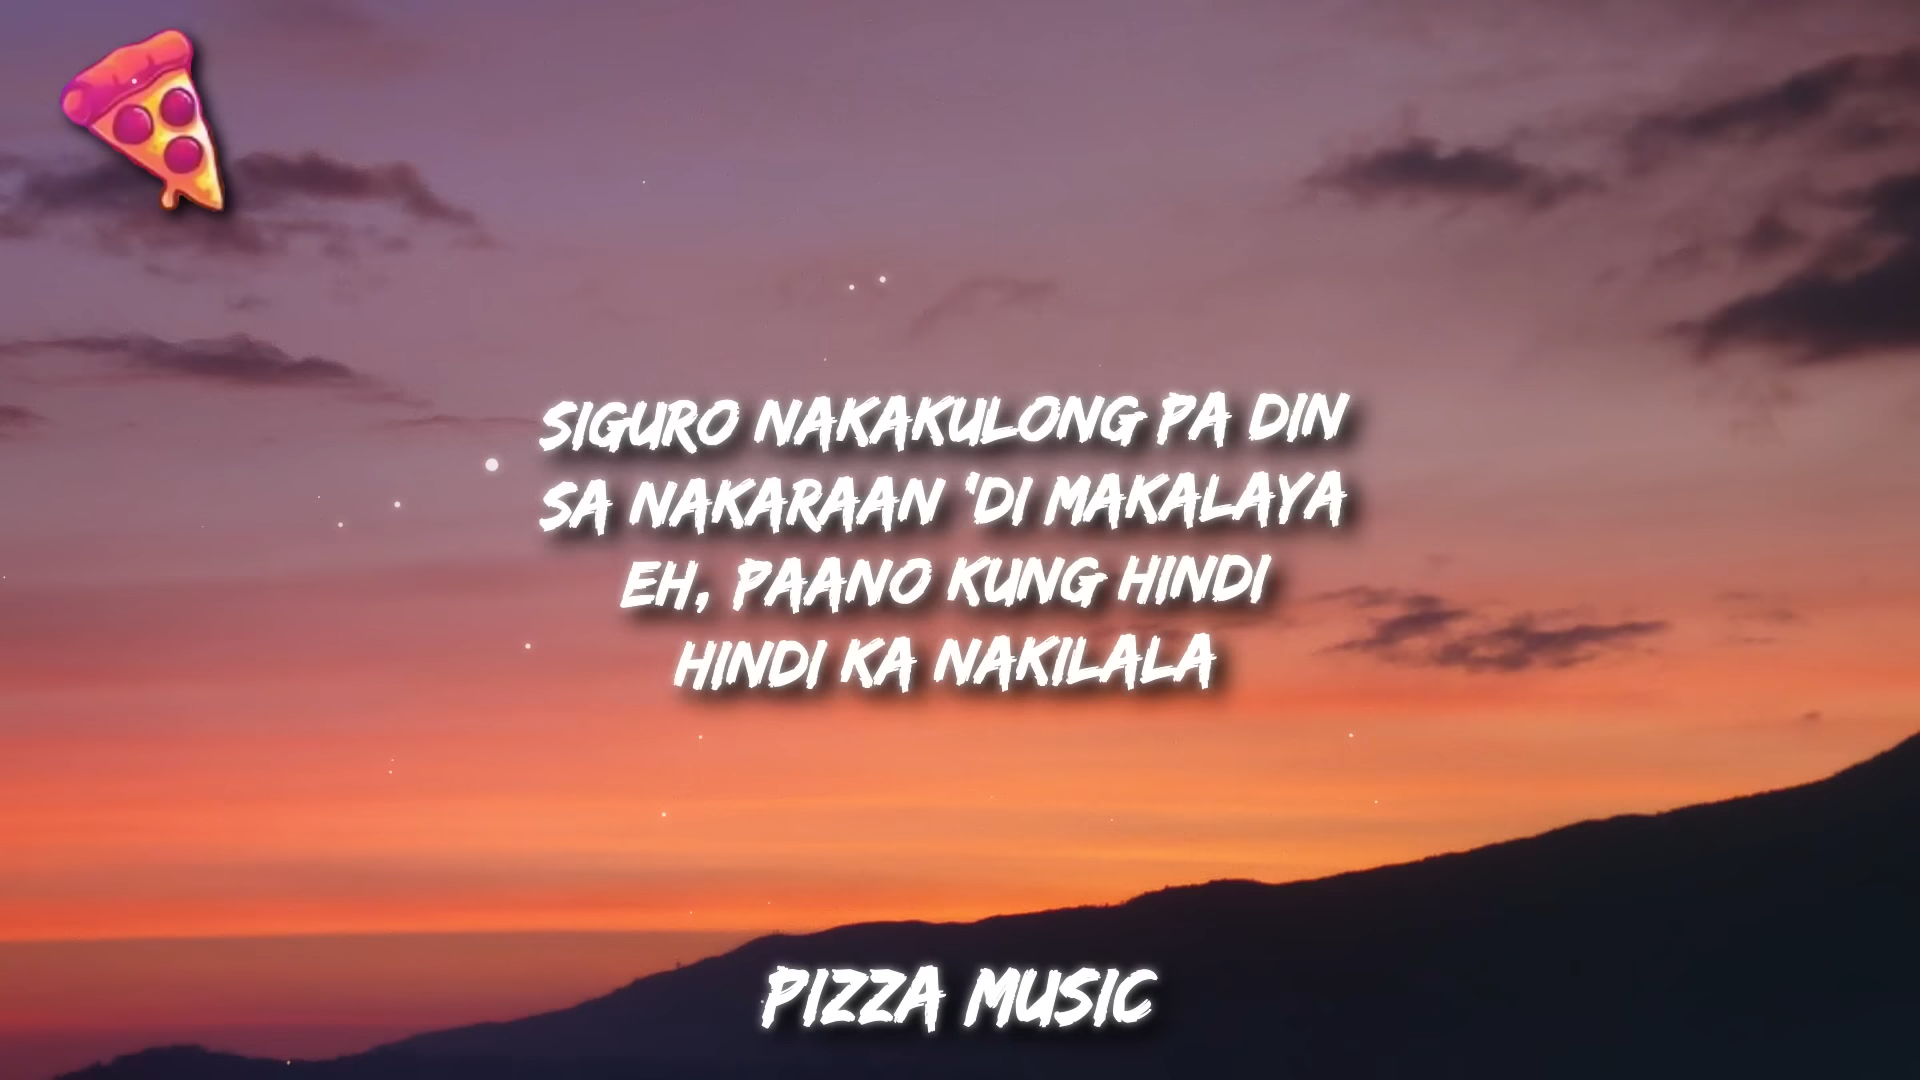 SIGURO NAKAKULONG PA DIN
SA NAKARAAN 'DI MAKALAYA
EH, PAANO KUNG HINDI
HINDI KA NAKILALA
PIZZA MUSIC